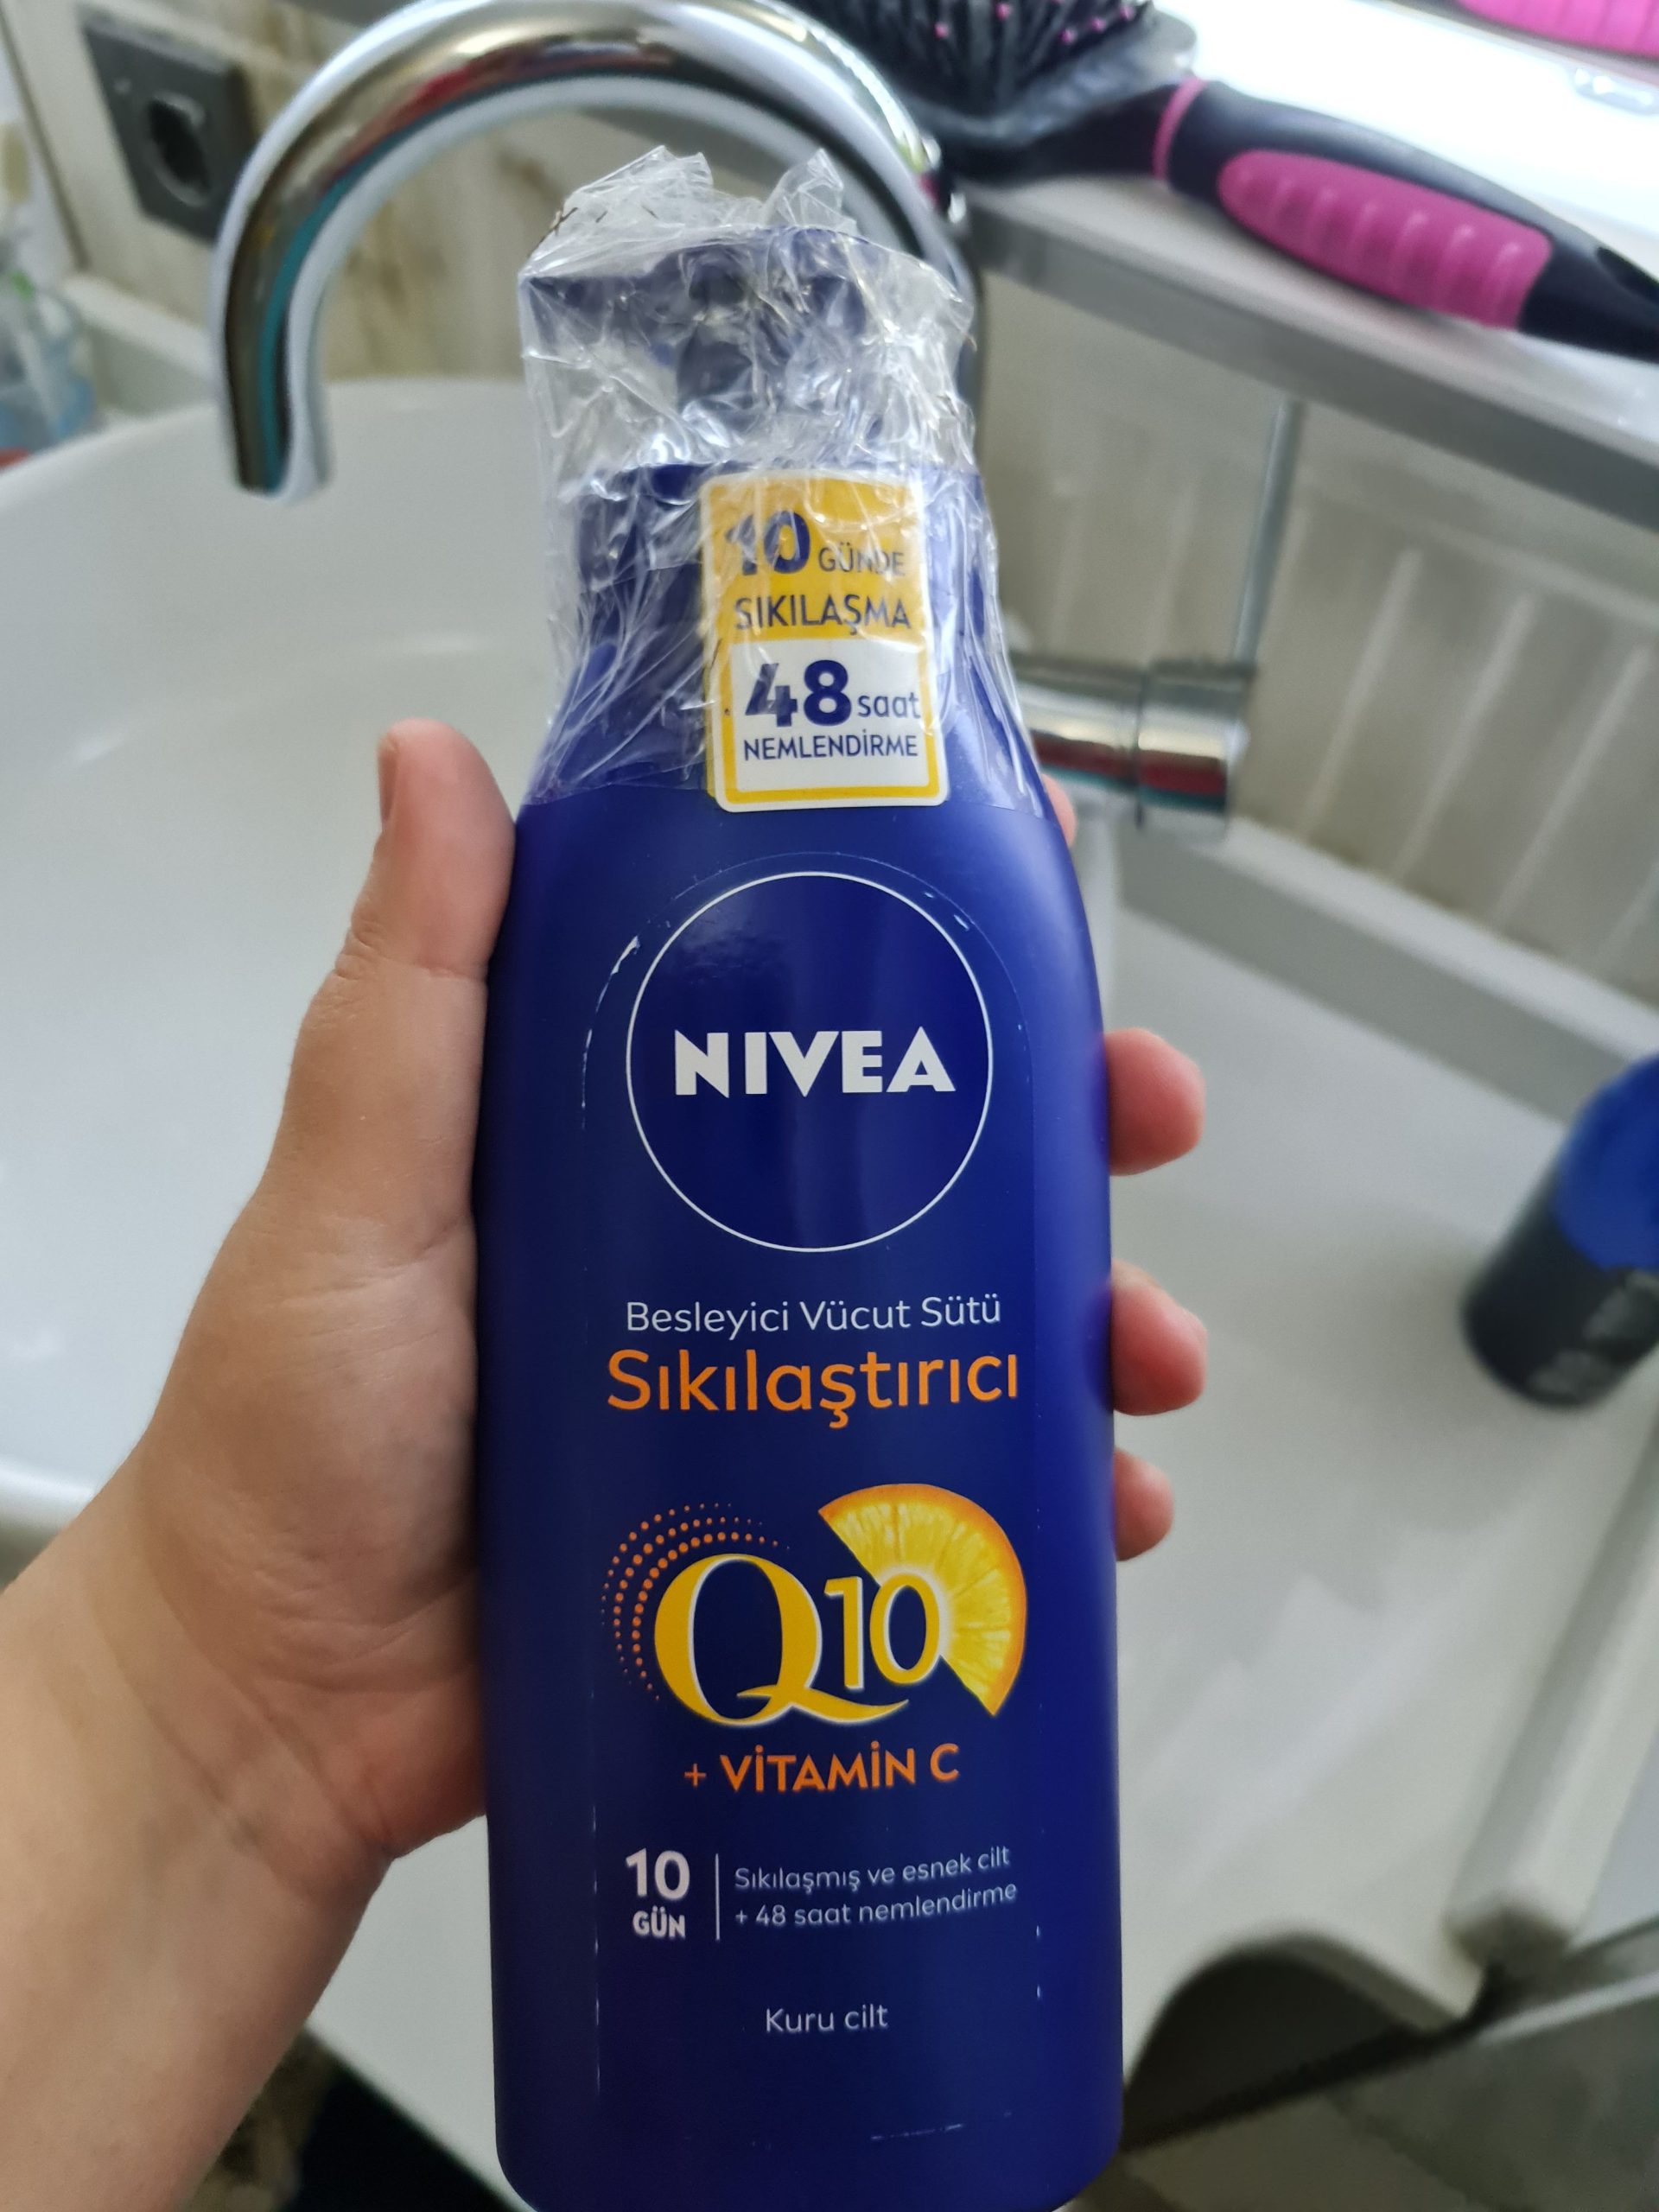 10 GÜNDE
SIKILAŞMA
48 saat
NEMLENDİRME
NIVEA
Besleyici Vücut Sütü
Sıkılaştırıcı
Q10
+ VİTAMİN C
10 GÜN
Sıkılaşmış ve esnek cilt
+ 48 saat nemlendirme
Kuru cilt